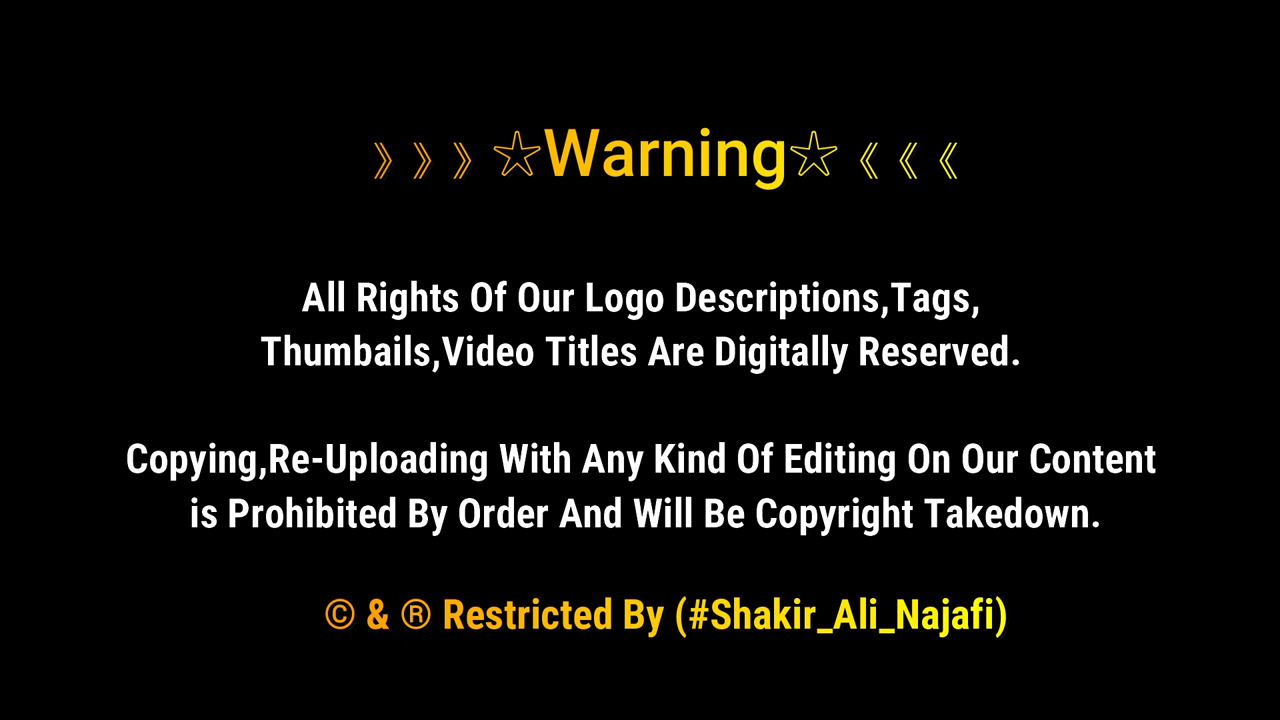 》》》☆Warning☆《《《
All Rights Of Our Logo Descriptions,Tags,
Thumbails,Video Titles Are Digitally Reserved.
Copying,Re-Uploading With Any Kind Of Editing On Our Content
is Prohibited By Order And Will Be Copyright Takedown.
© & ® Restricted By (#Shakir_Ali_Najafi)